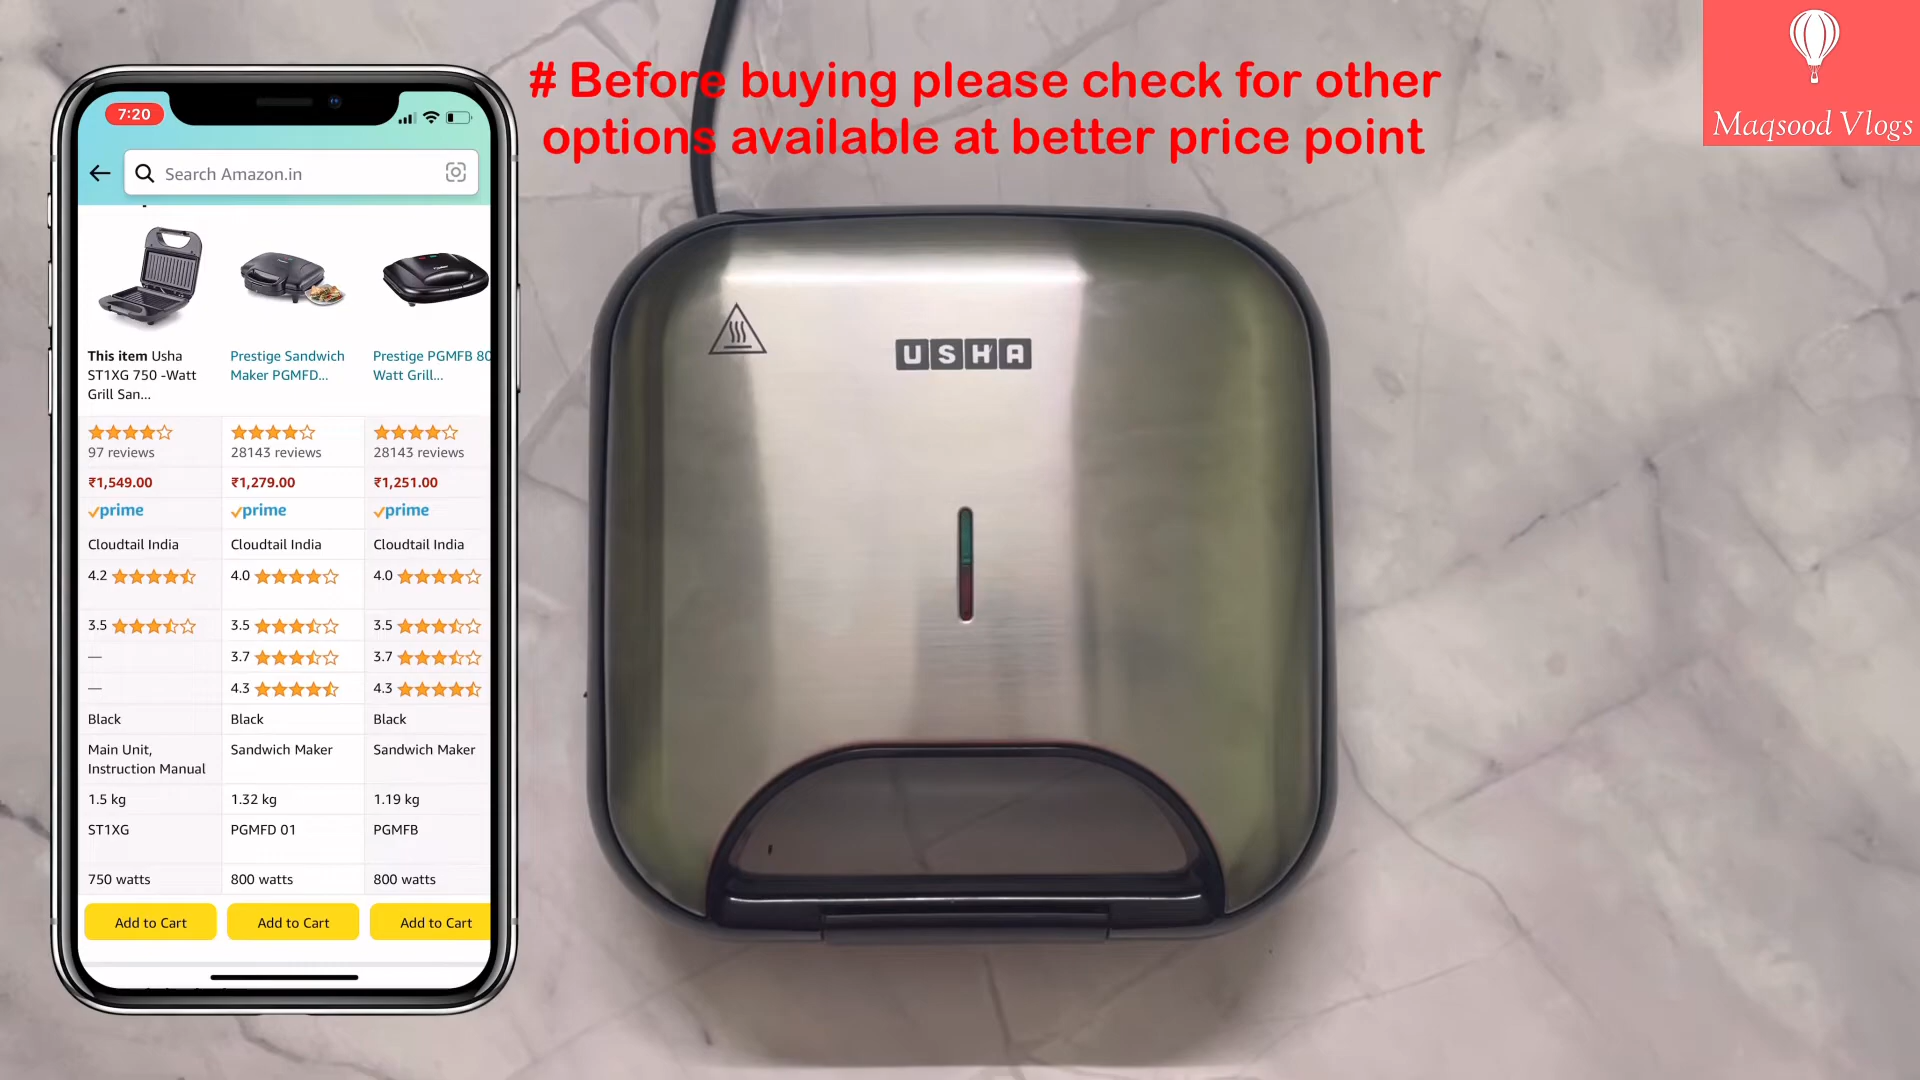 # Before buying please check for other
options available at better price point
Maqsood Vlogs
7:20
Search Amazon.in
This item Usha
ST1XG 750 -Watt
Grill San...
Prestige Sandwich
Maker PGMFD...
Prestige PGMFB 80
Watt Grill...
97 reviews
28143 reviews
28143 reviews
₹1,549.00
₹1,279.00
₹1,251.00
prime
prime
prime
Cloudtail India
Cloudtail India
Cloudtail India
4.2
4.0
4.0
3.5
3.5
3.5
—
3.7
3.7
—
4.3
4.3
Black
Black
Black
Main Unit,
Instruction Manual
Sandwich Maker
Sandwich Maker
1.5 kg
1.32 kg
1.19 kg
ST1XG
PGMFD 01
PGMFB
750 watts
800 watts
800 watts
Add to Cart
Add to Cart
Add to Cart
USHA